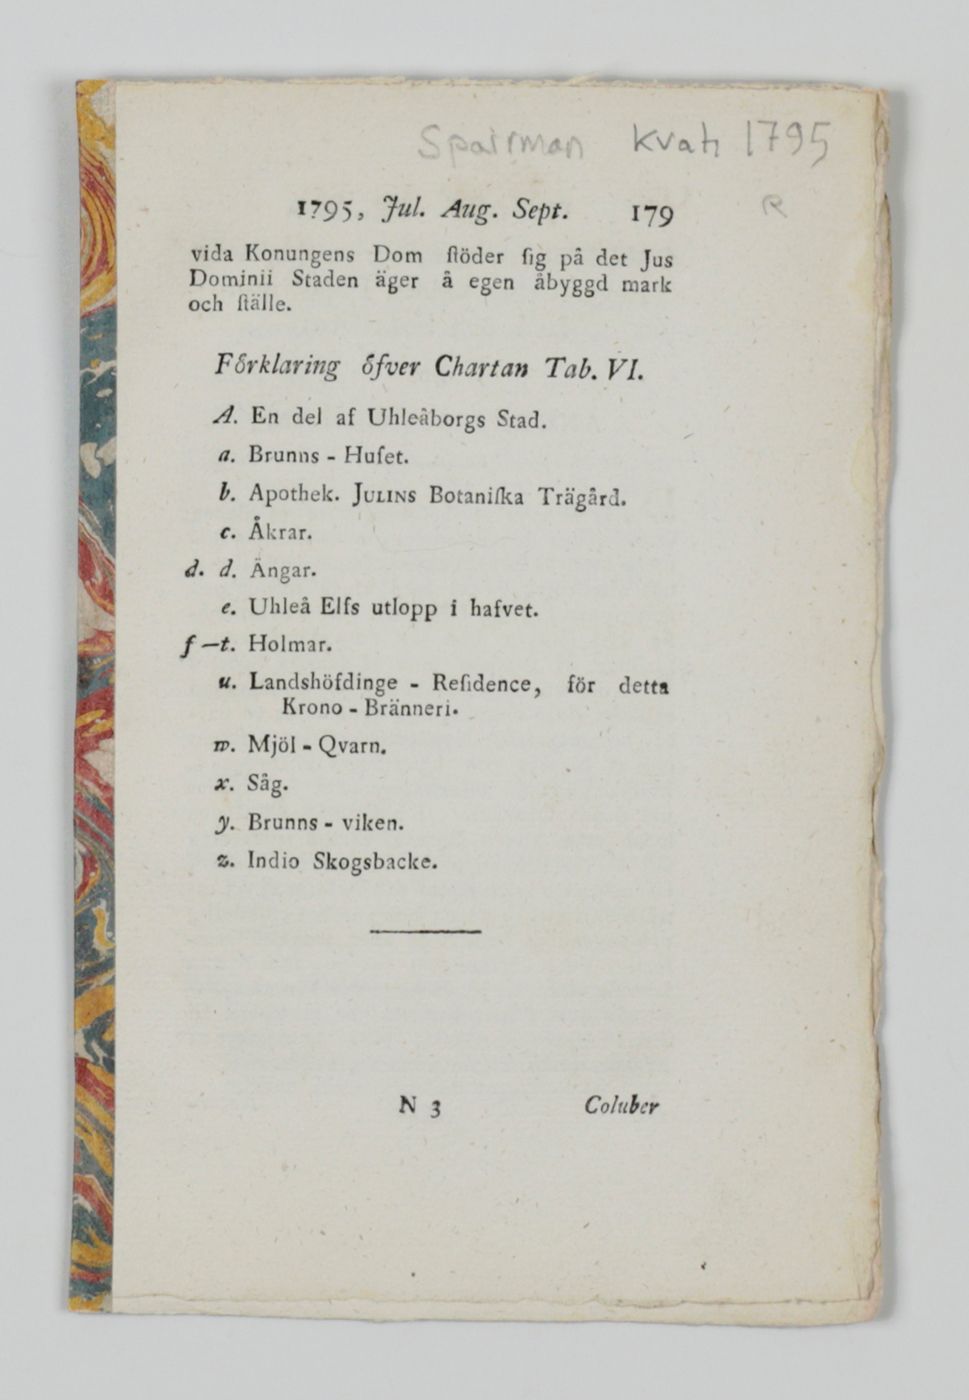 Sparrman Kvah 1795
R
1795, Jul. Aug. Sept. 179
vida Konungens Dom ſtöder ſig på det Jus
Dominii Staden äger å egen åbyggd mark
och ſtälle.
Förklaring öfver Chartan Tab. VI.
A. En del af Uhleåborgs Stad.
a. Brunns - Huſet.
b. Apothek. JULINS Botaniſka Trägård.
c. Åkrar.
d. d. Ängar.
e. Uhleå Elfs utlopp i hafvet.
f—t. Holmar.
u. Landshöfdinge - Reſidence, för detta
Krono - Bränneri.
w. Mjöl - Qvarn.
x. Såg.
y. Brunns - viken.
z. Indio Skogsbacke.
N 3 Coluber